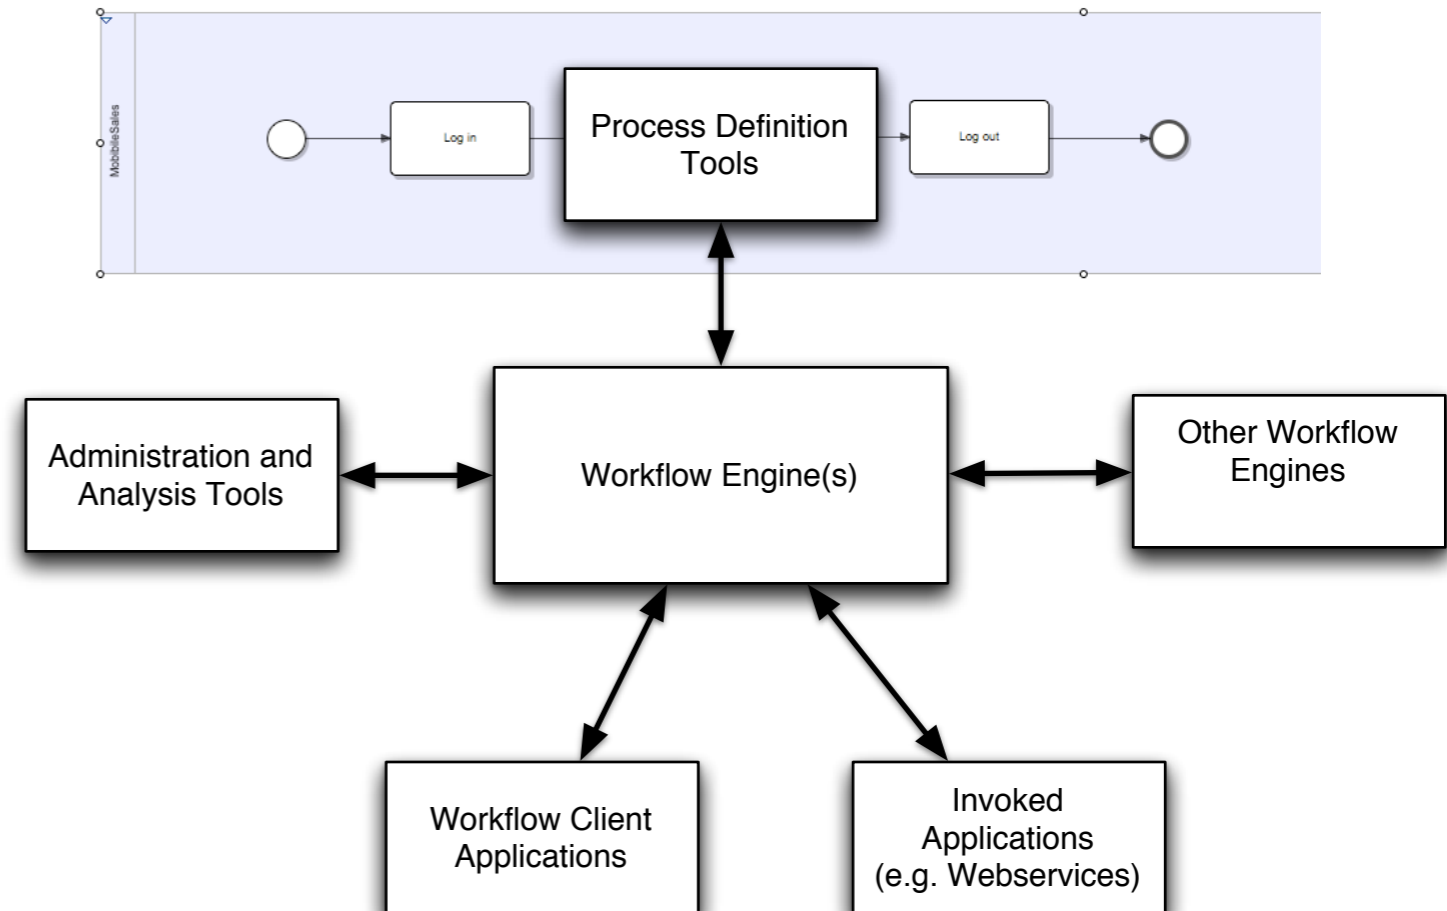 MobibileSales
Log in
Process Definition
Tools
Log out
Administration and
Analysis Tools
Workflow Engine(s)
Other Workflow
Engines
Workflow Client
Applications
Invoked
Applications
(e.g. Webservices)